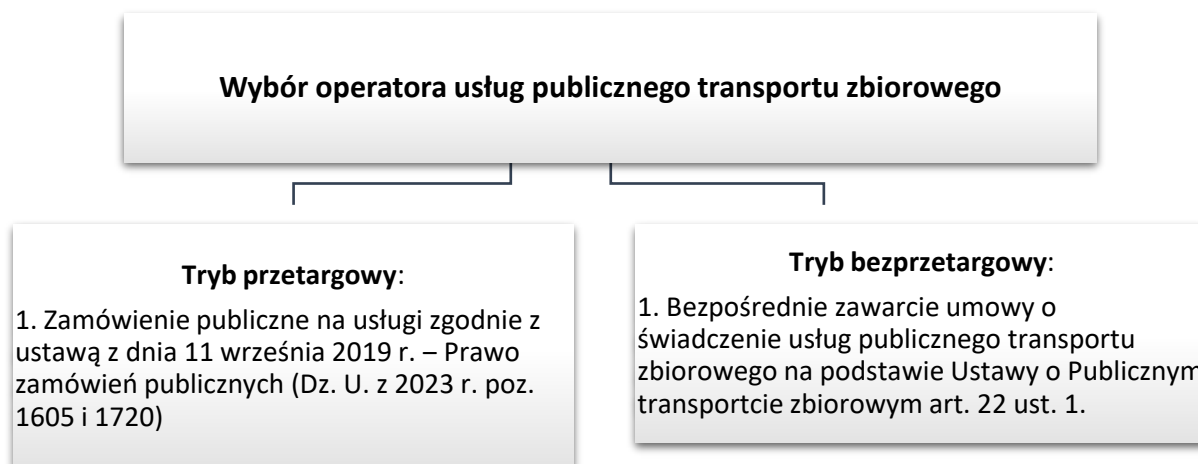 Wybór operatora usług publicznego transportu zbiorowego
Tryb przetargowy:
1. Zamówienie publiczne na usługi zgodnie z
ustawą z dnia 11 września 2019 r. – Prawo
zamówień publicznych (Dz. U. z 2023 r. poz.
1605 i 1720)
Tryb bezprzetargowy:
1. Bezpośrednie zawarcie umowy o
świadczenie usług publicznego transportu
zbiorowego na podstawie Ustawy o Publicznym
transportcie zbiorowym art. 22 ust. 1.